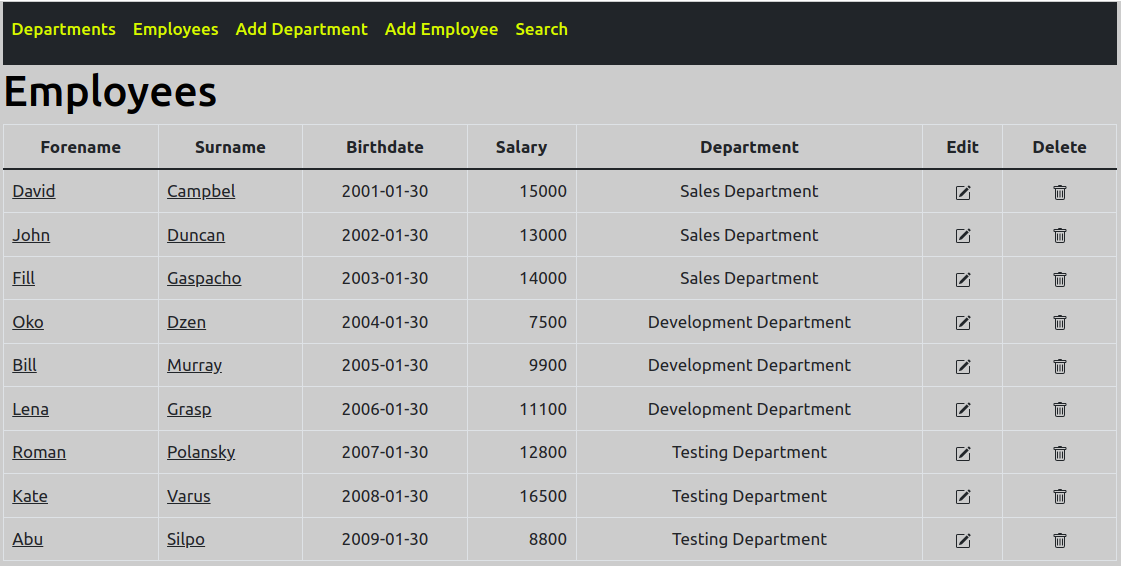 Departments Employees Add Department Add Employee Search
Employees
Forename Surname Birthdate Salary Department Edit Delete
David Campbel 2001-01-30 15000 Sales Department
John Duncan 2002-01-30 13000 Sales Department
Fill Gaspacho 2003-01-30 14000 Sales Department
Oko Dzen 2004-01-30 7500 Development Department
Bill Murray 2005-01-30 9900 Development Department
Lena Grasp 2006-01-30 11100 Development Department
Roman Polansky 2007-01-30 12800 Testing Department
Kate Varus 2008-01-30 16500 Testing Department
Abu Silpo 2009-01-30 8800 Testing Department